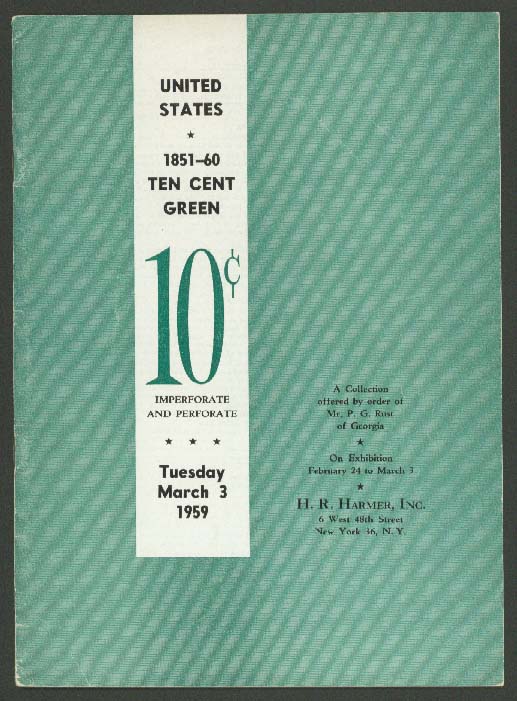 UNITED
STATES
★
1851–60
TEN CENT
GREEN
10¢
IMPERFORATE
AND PERFORATE
★ ★ ★
Tuesday
March 3
1959
A Collection
offered by order of
Mr. P. G. Rust
of Georgia
★
On Exhibition
February 24 to March 3
★
H. R. HARMER, INC.
6 West 48th Street
New York 36, N. Y.